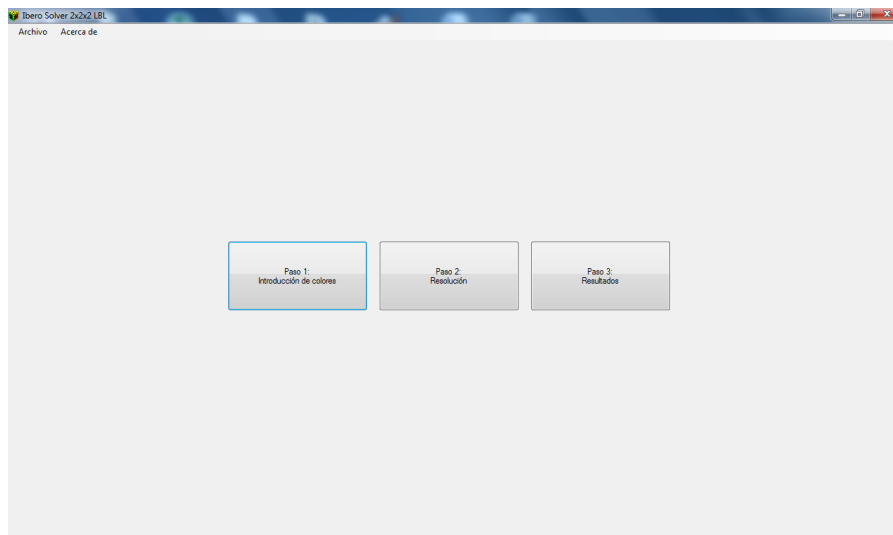 Ibero Solver 2x2x2 LBL
Archivo Acerca de
Paso 1:
Introducción de colores
Paso 2:
Resolución
Paso 3:
Resultados